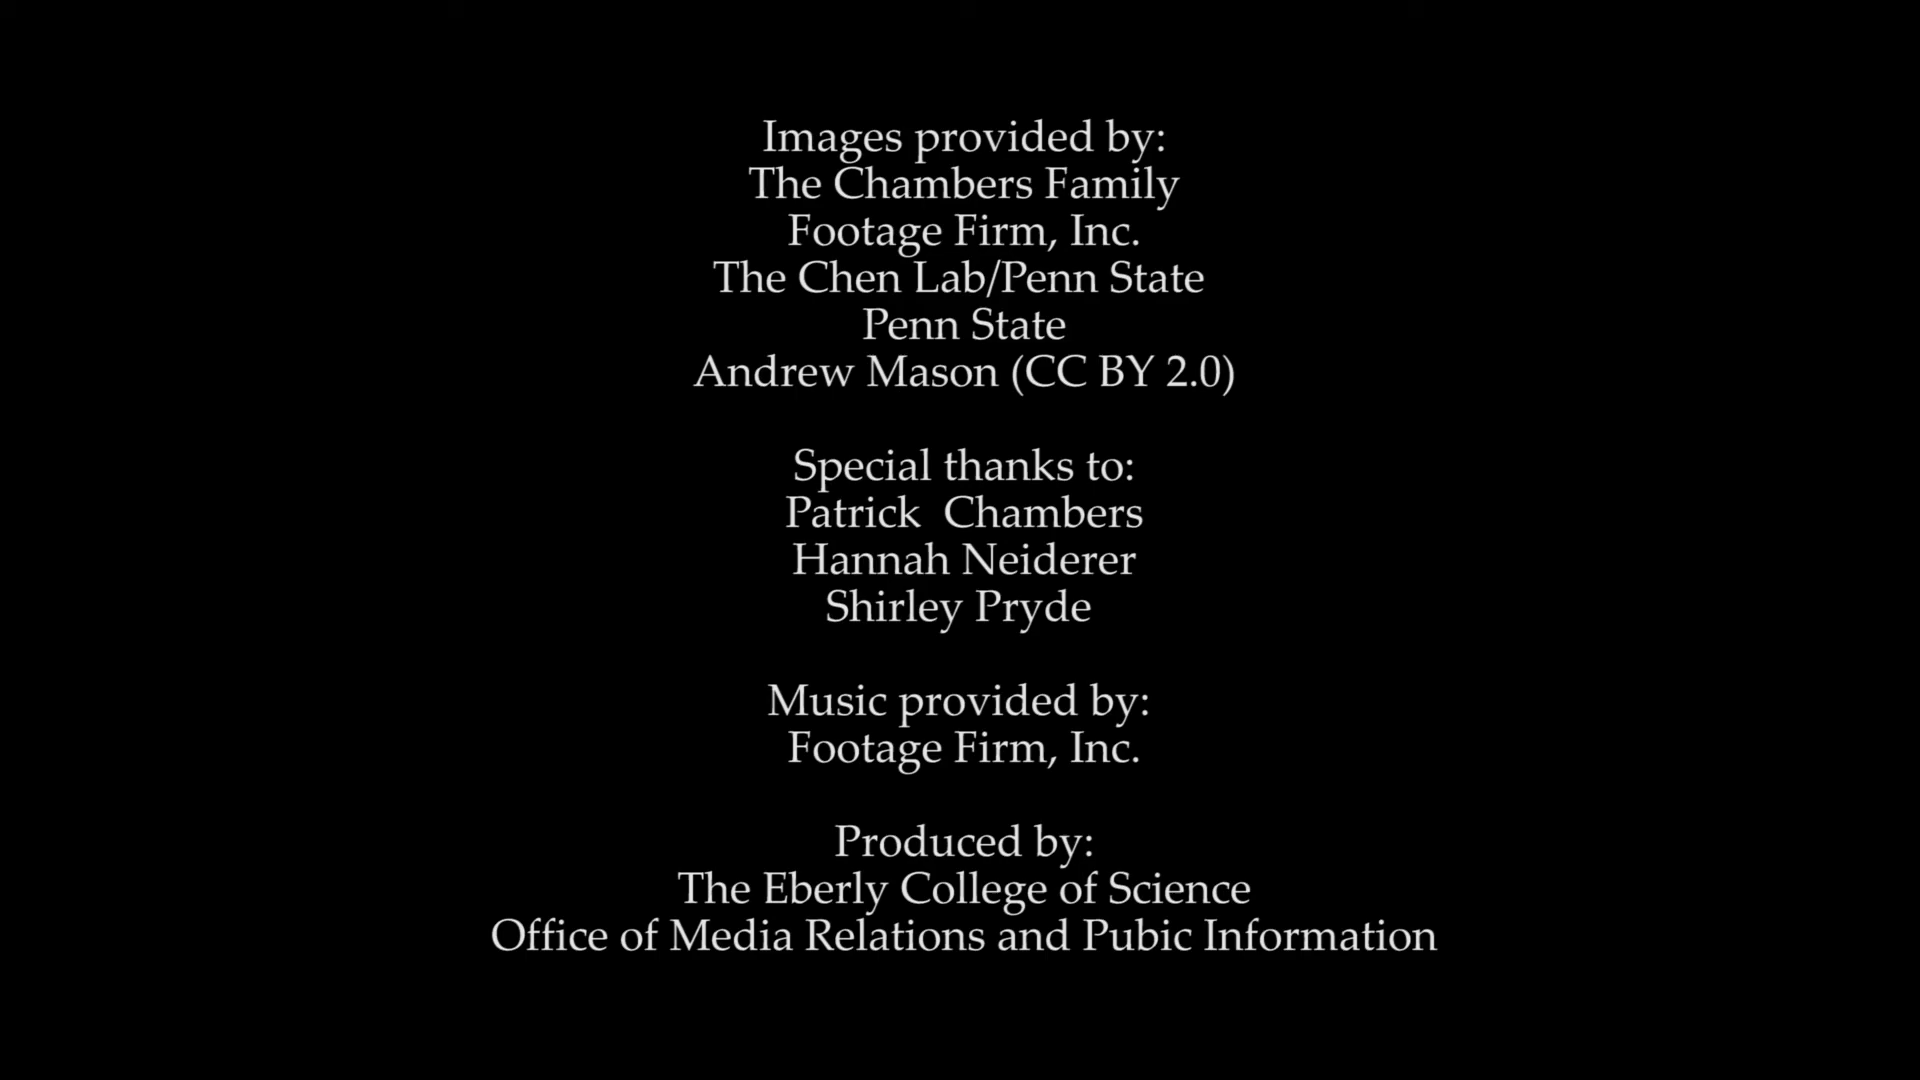 Images provided by:
The Chambers Family
Footage Firm, Inc.
The Chen Lab/Penn State
Penn State
Andrew Mason (CC BY 2.0)
Special thanks to:
Patrick  Chambers
Hannah Neiderer
Shirley Pryde
Music provided by:
Footage Firm, Inc.
Produced by:
The Eberly College of Science
Office of Media Relations and Pubic Information